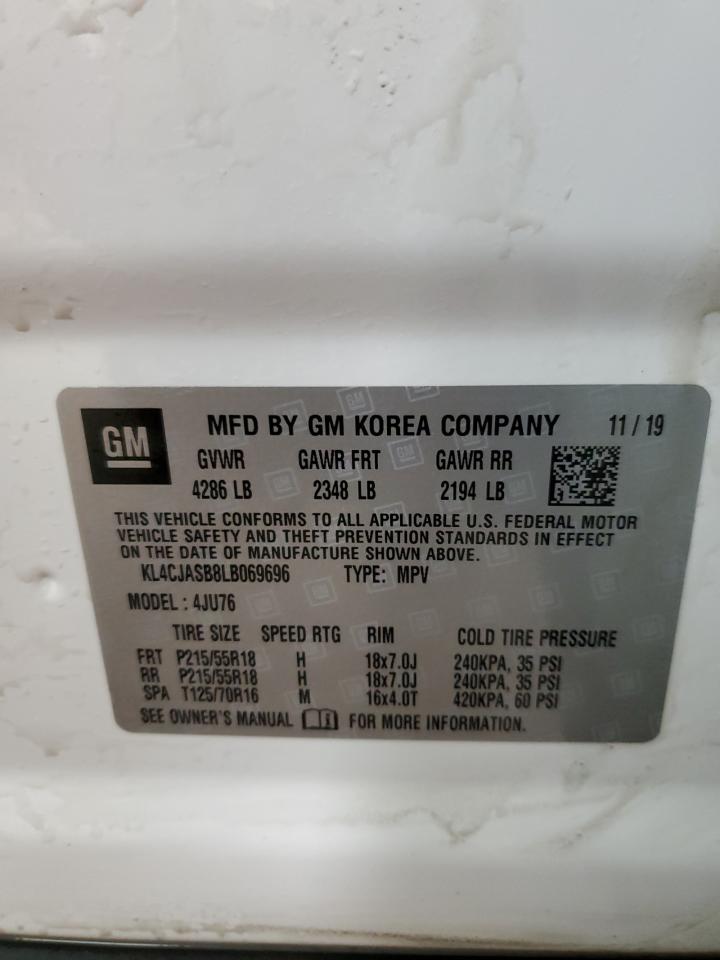 GM MFD BY GM KOREA COMPANY 11 / 19
GVWR GAWR FRT GAWR RR
4286 LB 2348 LB 2194 LB
THIS VEHICLE CONFORMS TO ALL APPLICABLE U.S. FEDERAL MOTOR
VEHICLE SAFETY AND THEFT PREVENTION STANDARDS IN EFFECT
ON THE DATE OF MANUFACTURE SHOWN ABOVE.
KL4CJASB8LB069696 TYPE: MPV
MODEL : 4JU76
TIRE SIZE SPEED RTG RIM COLD TIRE PRESSURE
FRT P215/55R18 H 18x7.0J 240KPA, 35 PSI
RR P215/55R18 H 18x7.0J 240KPA, 35 PSI
SPA T125/70R16 M 16x4.0T 420KPA, 60 PSI
SEE OWNER'S MANUAL FOR MORE INFORMATION.